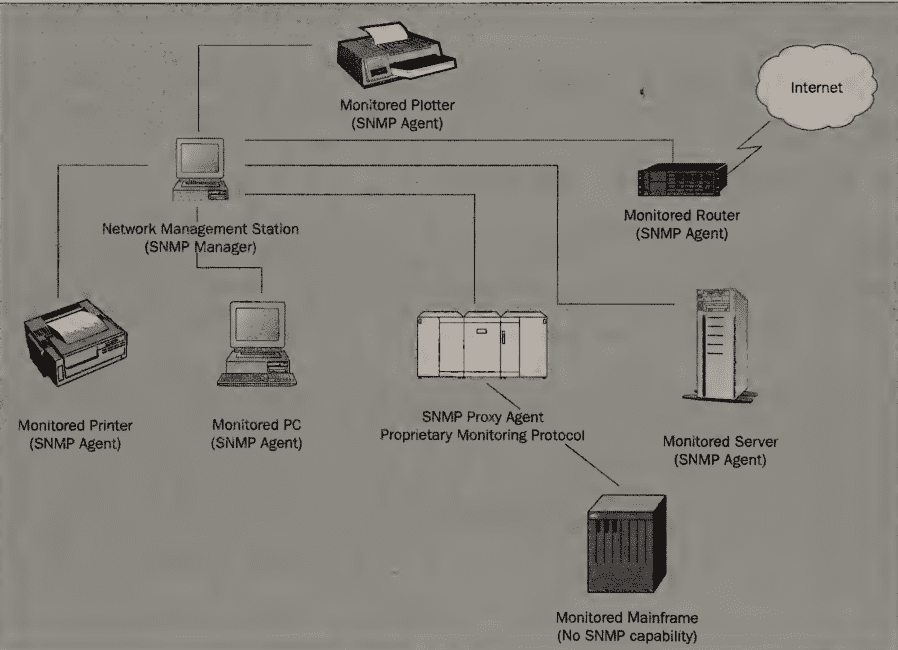 Monitored Plotter
(SNMP Agent)
Internet
Monitored Router
(SNMP Agent)
Network Management Station
(SNMP Manager)
Monitored Printer
(SNMP Agent)
Monitored PC
(SNMP Agent)
SNMP Proxy Agent
Proprietary Monitoring Protocol
Monitored Server
(SNMP Agent)
Monitored Mainframe
(No SNMP capability)